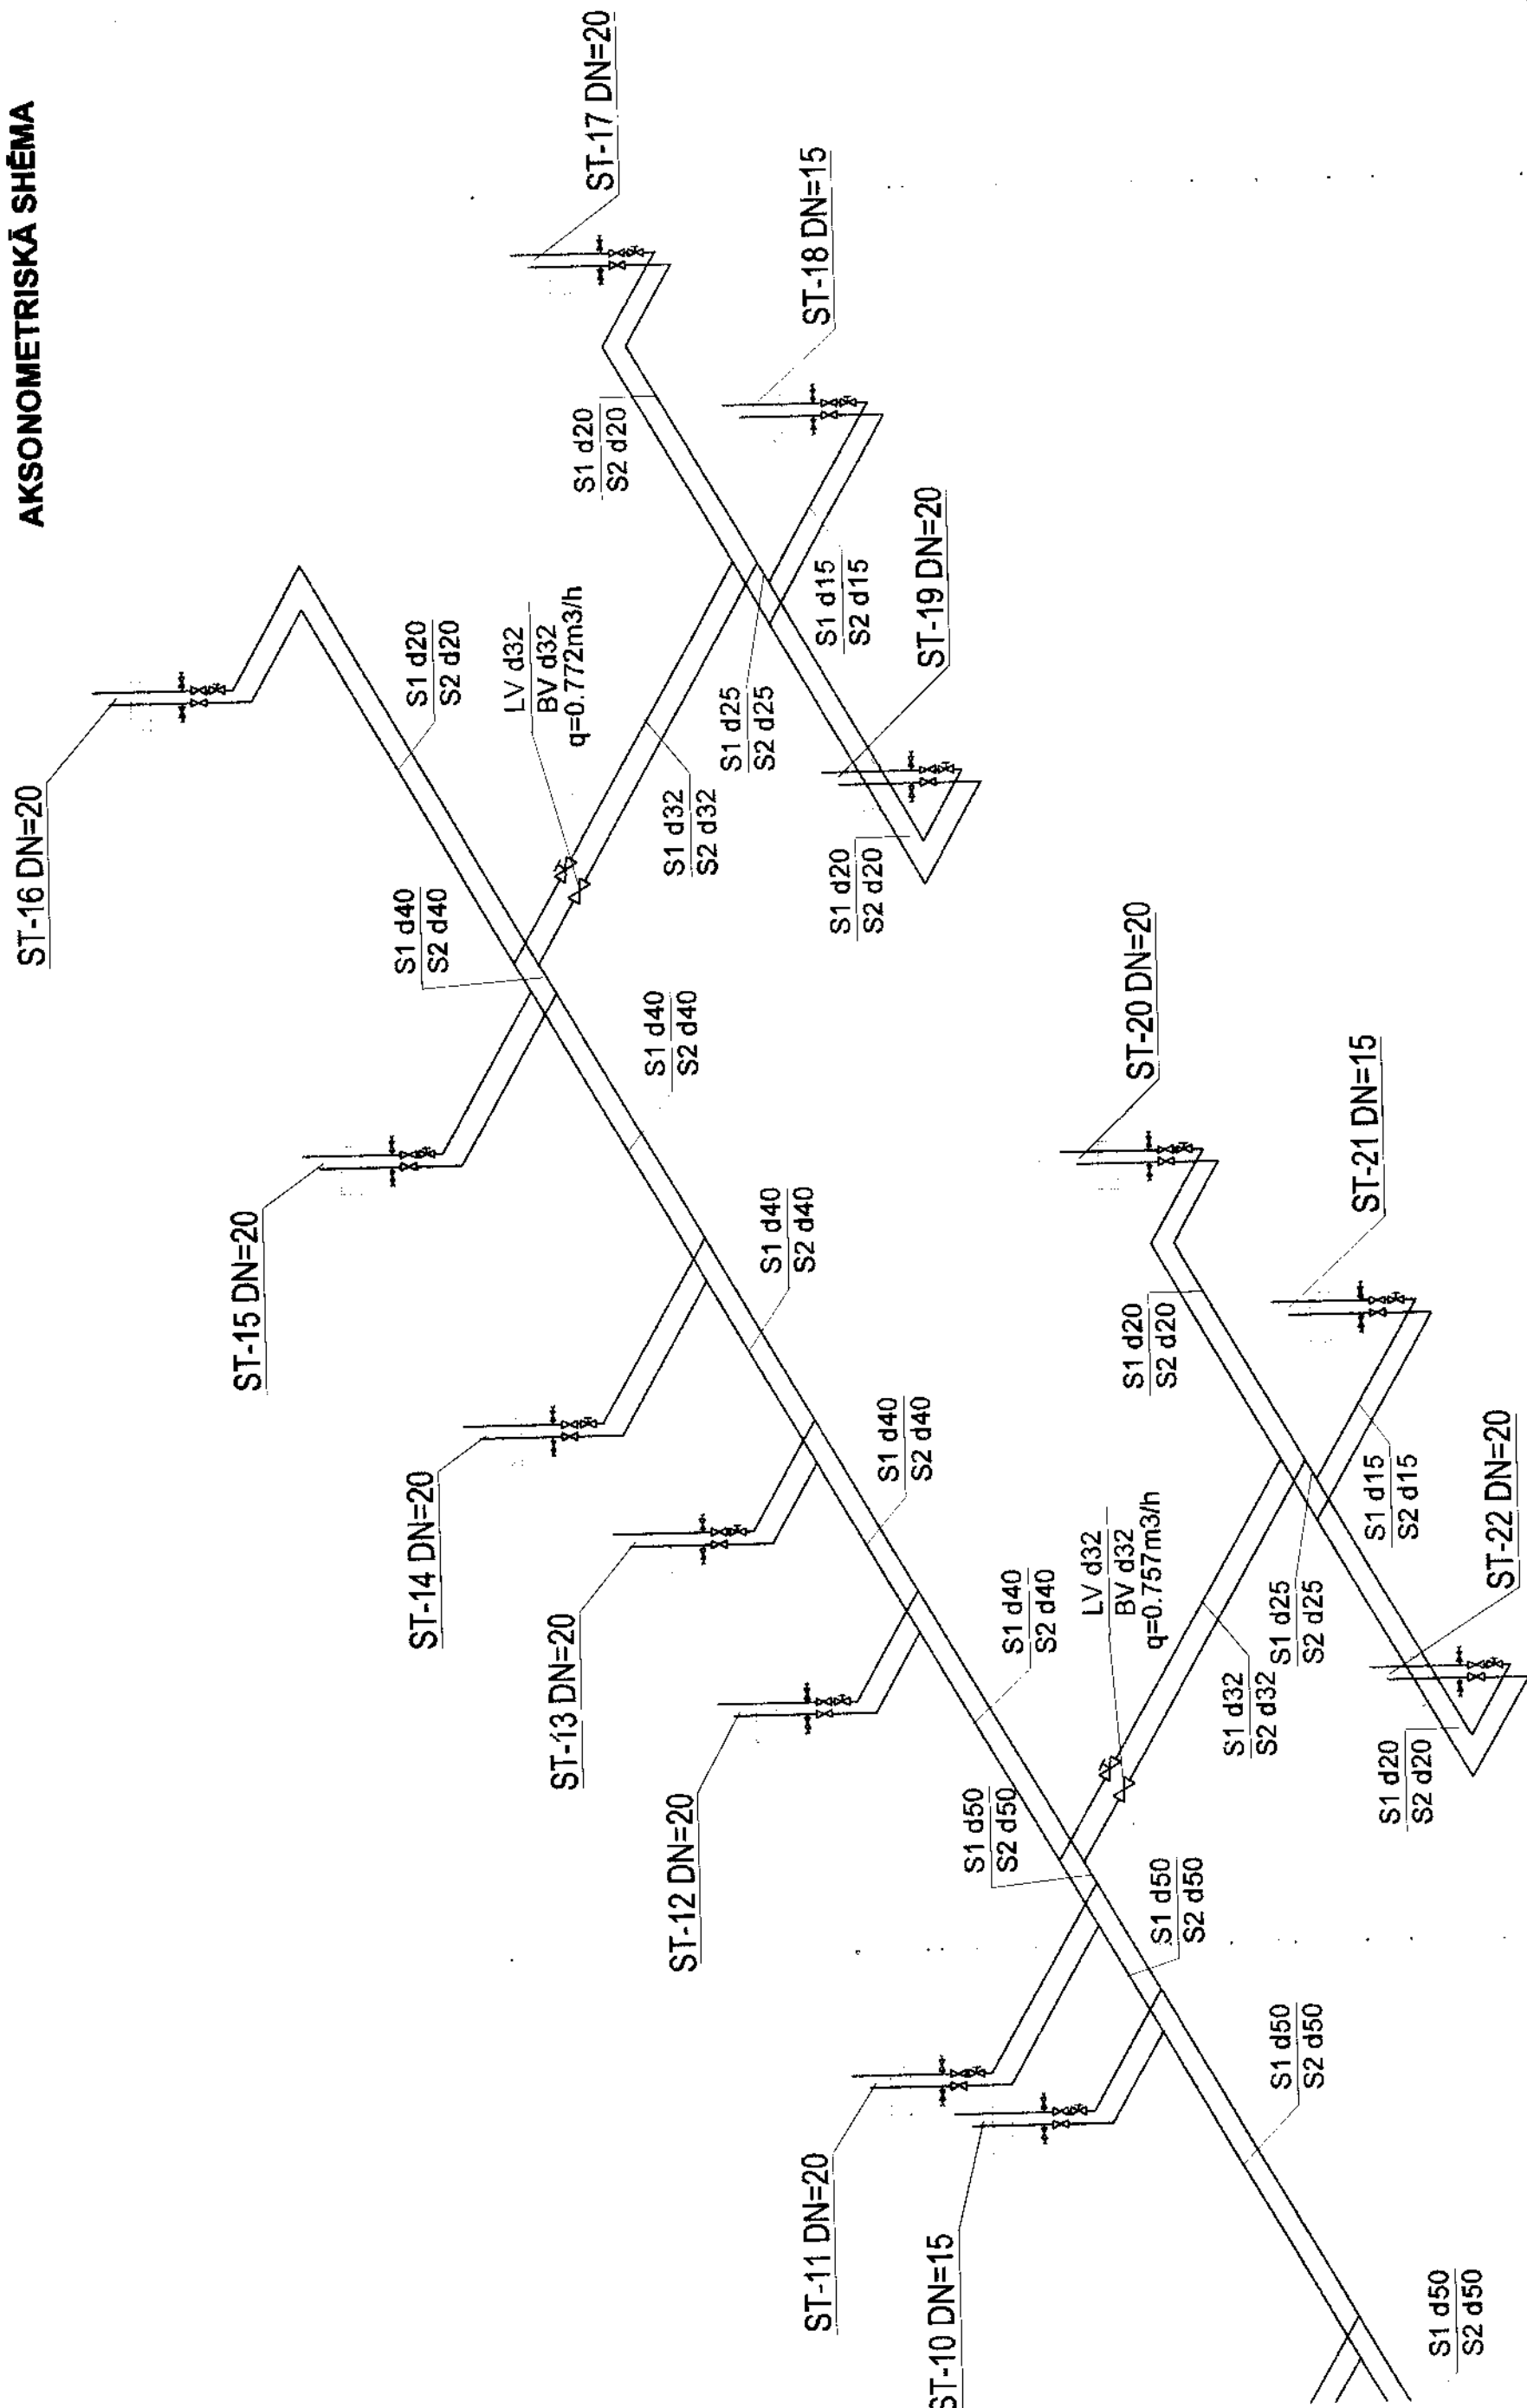 AKSONOMETRISKĀ SHĒMA
ST-16 DN=20
S1 d20
S2 d20
ST-17 DN=20
S1 d20
S2 d20
ST-18 DN=15
S1 d15
S2 d15
ST-19 DN=20
S1 d25
S2 d25
S1 d20
S2 d20
LV d32
BV d32
q=0.772m3/h
S1 d32
S2 d32
S1 d40
S2 d40
ST-15 DN=20
S1 d40
S2 d40
ST-14 DN=20
S1 d40
S2 d40
ST-13 DN=20
S1 d40
S2 d40
ST-12 DN=20
S1 d40
S2 d40
ST-20 DN=20
S1 d20
S2 d20
ST-21 DN=15
S1 d15
S2 d15
ST-22 DN=20
S1 d25
S2 d25
S1 d20
S2 d20
LV d32
BV d32
q=0.757m3/h
S1 d32
S2 d32
S1 d50
S2 d50
ST-11 DN=20
S1 d50
S2 d50
ST-10 DN=15
S1 d50
S2 d50
S1 d50
S2 d50